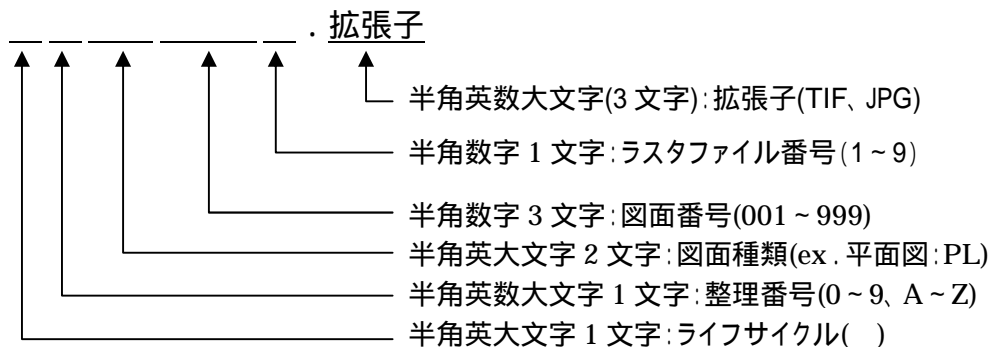 ．拡張子
半角英数大文字(3 文字)：拡張子(TIF、JPG)
半角数字 1 文字：ラスタファイル番号(1～9)
半角数字 3 文字：図面番号(001～999)
半角英大文字 2 文字：図面種類(ex．平面図：PL)
半角英数大文字 1 文字：整理番号(0～9、A～Z)
半角英大文字 1 文字：ライフサイクル(　)